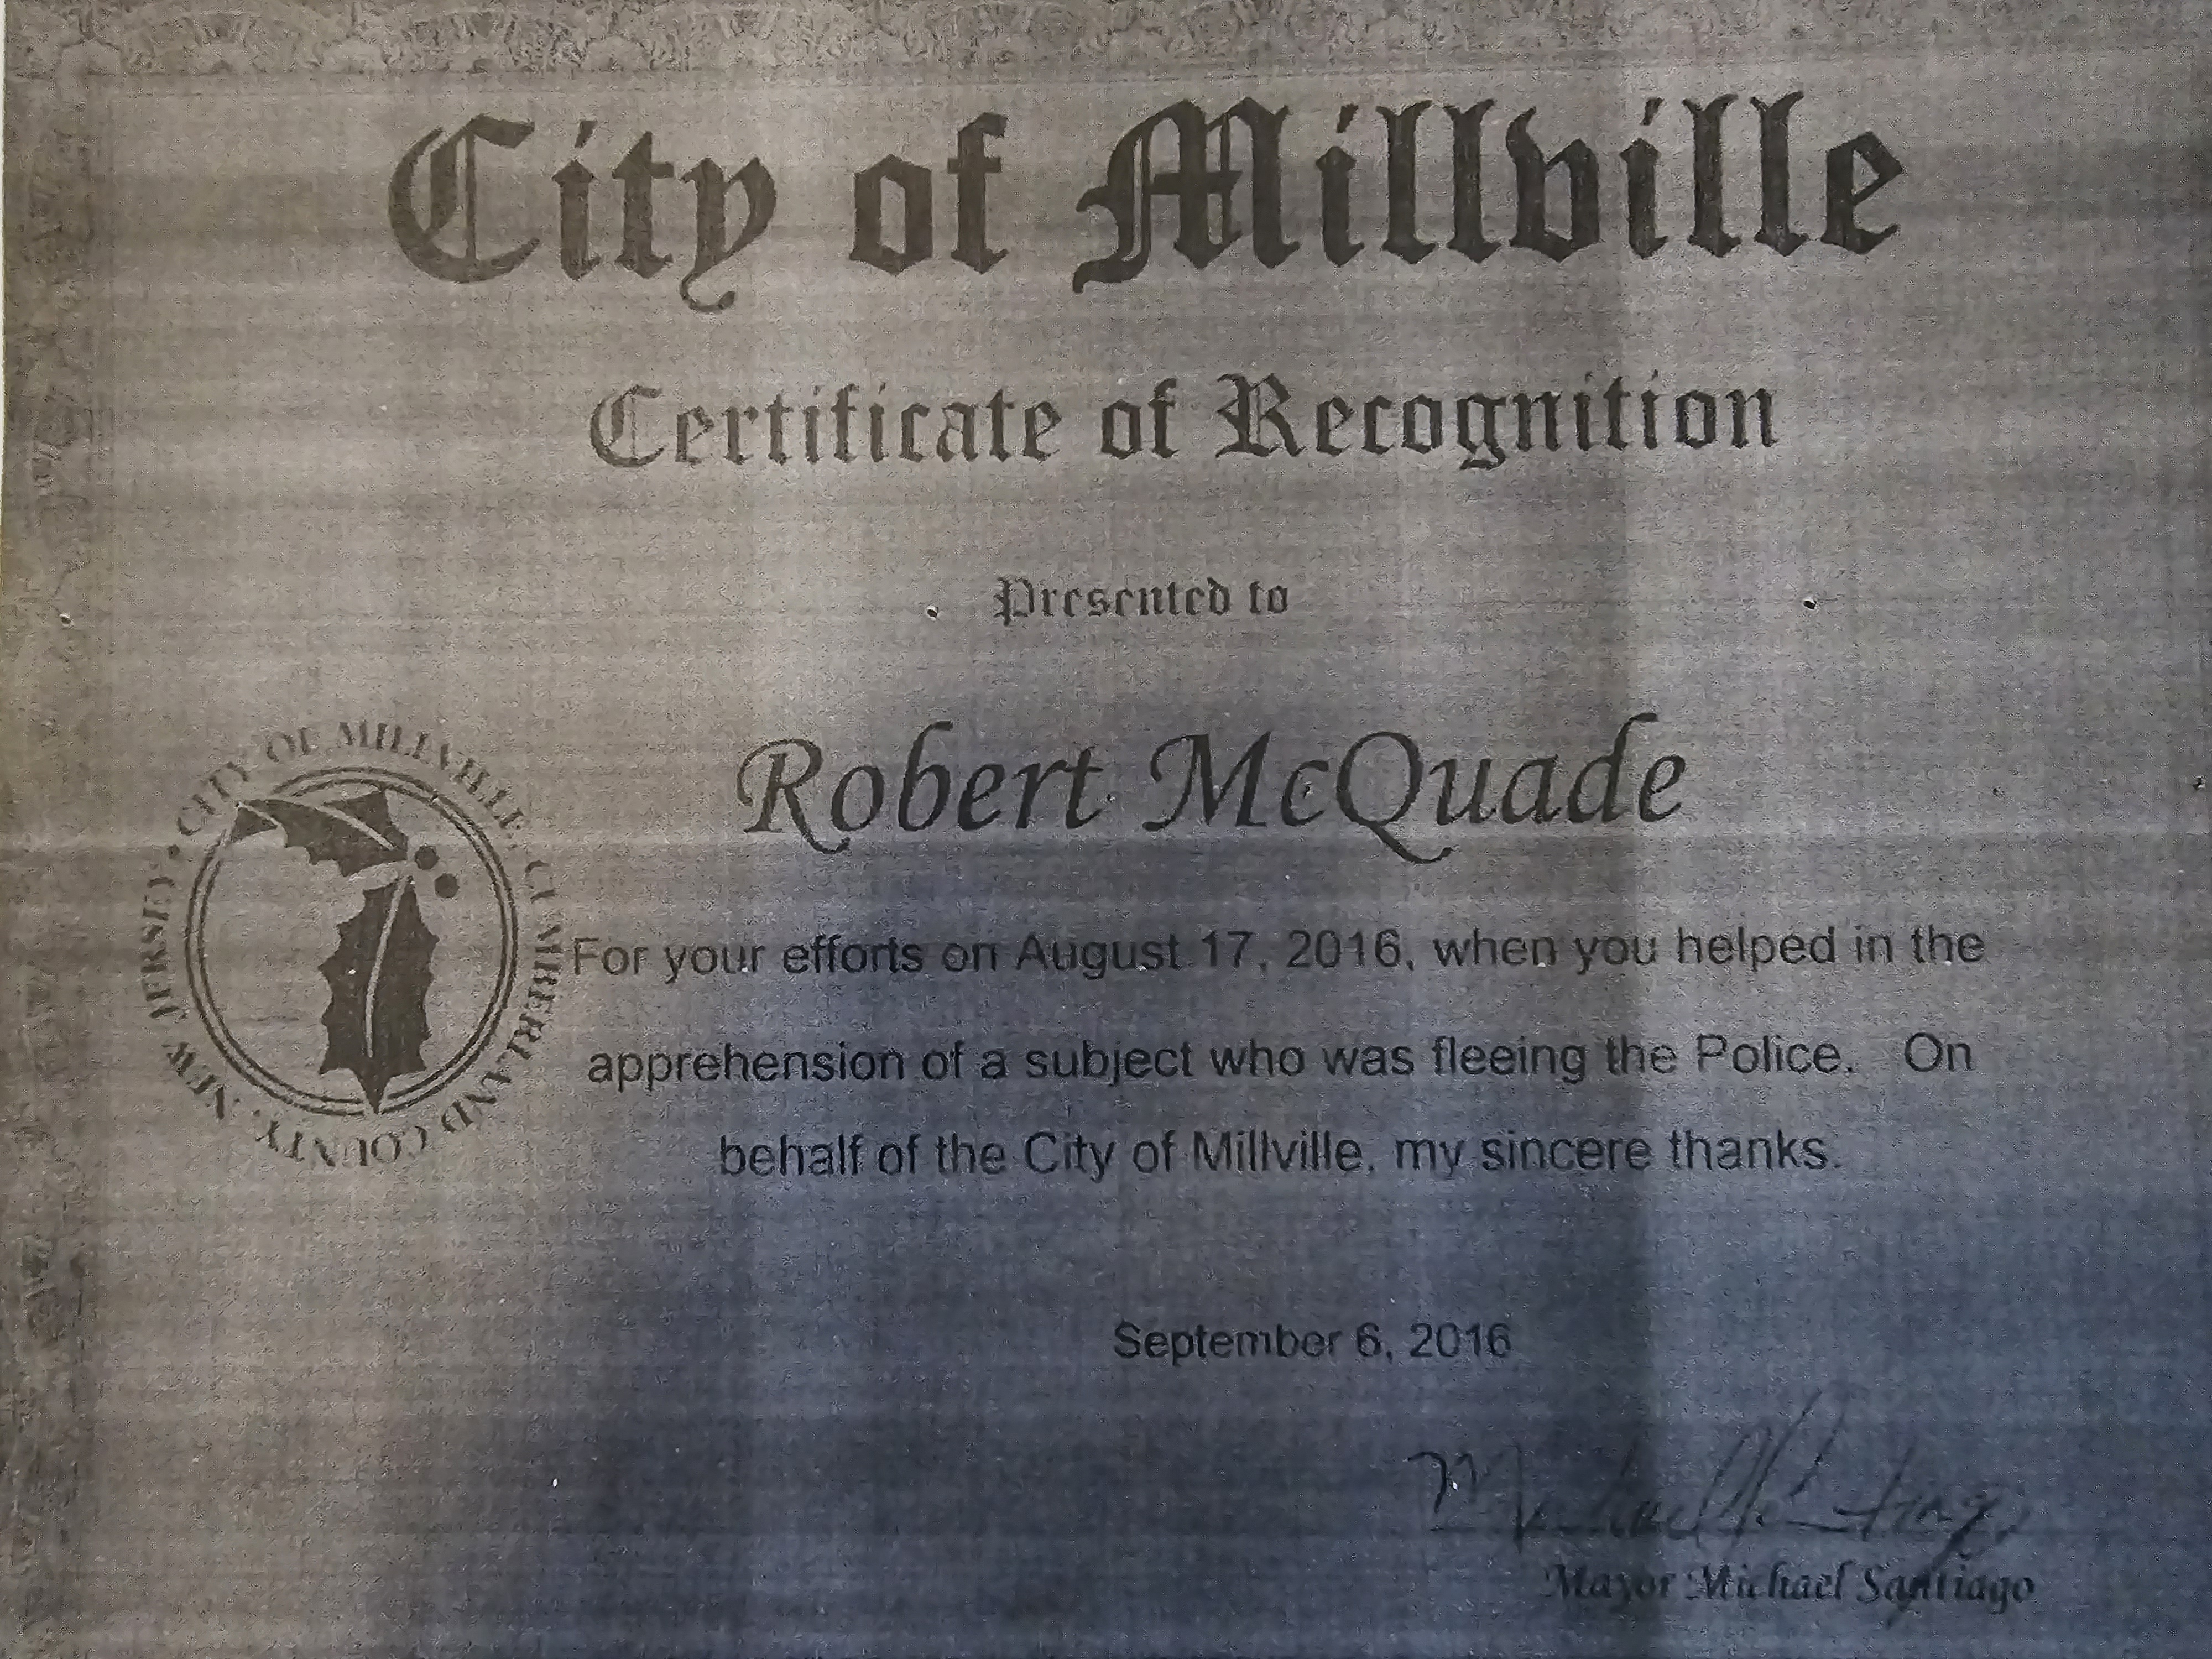 City of Millville
Certificate of Recognition
Presented to
Robert McQuade
CITY OF MILLVILLE, CUMBERLAND COUNTY, NEW JERSEY •
For your efforts on August 17, 2016, when you helped in the
apprehension of a subject who was fleeing the Police. On
behalf of the City of Millville, my sincere thanks.
September 6, 2016
Mayor Michael Santiago